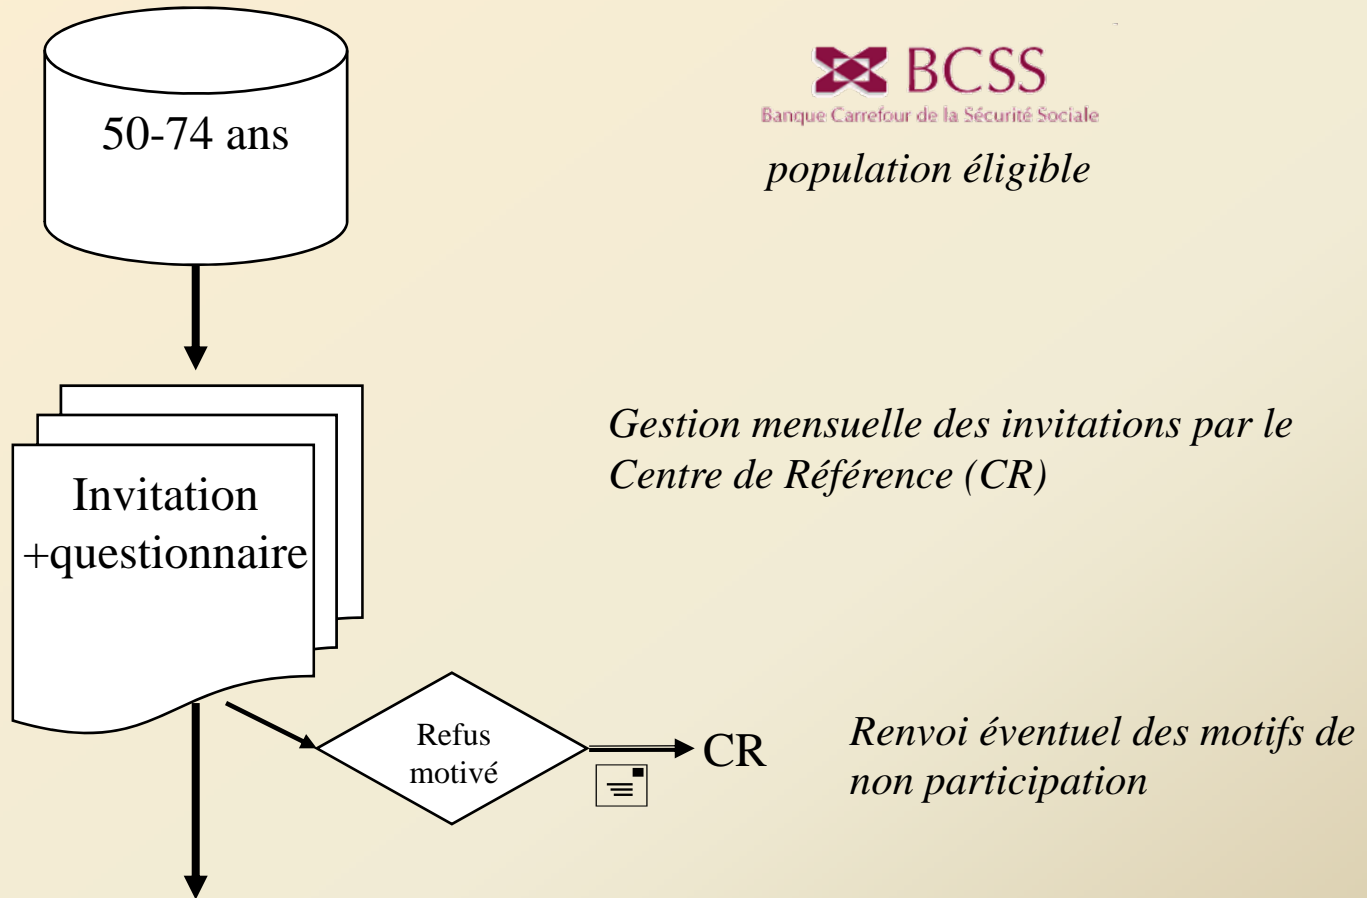 50-74 ans
BCSS
Banque Carrefour de la Sécurité Sociale
population éligible
Invitation
+questionnaire
Gestion mensuelle des invitations par le
Centre de Référence (CR)
Refus
motivé
CR
Renvoi éventuel des motifs de
non participation